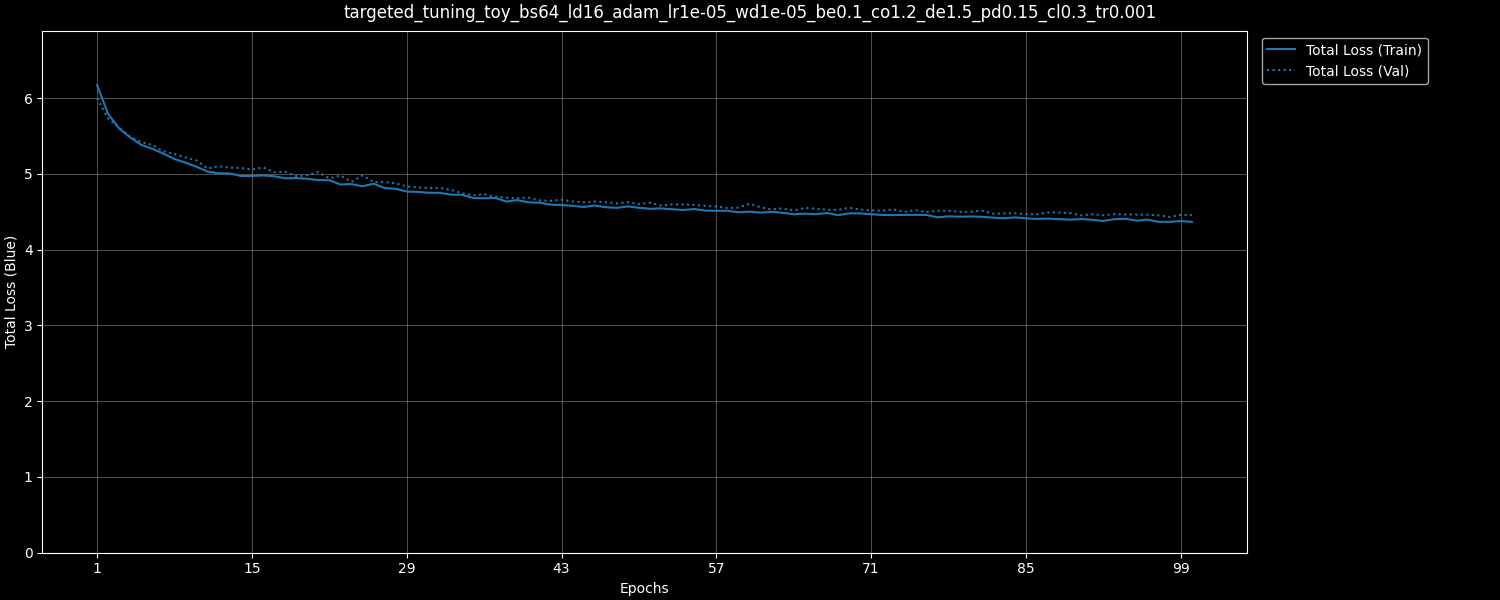 targeted_tuning_toy_bs64_ld16_adam_lr1e-05_wd1e-05_be0.1_co1.2_de1.5_pd0.15_cl0.3_tr0.001
Total Loss (Train)
Total Loss (Val)
Total Loss (Blue)
6
5
4
3
2
1
0
1 15 29 43 57 71 85 99
Epochs